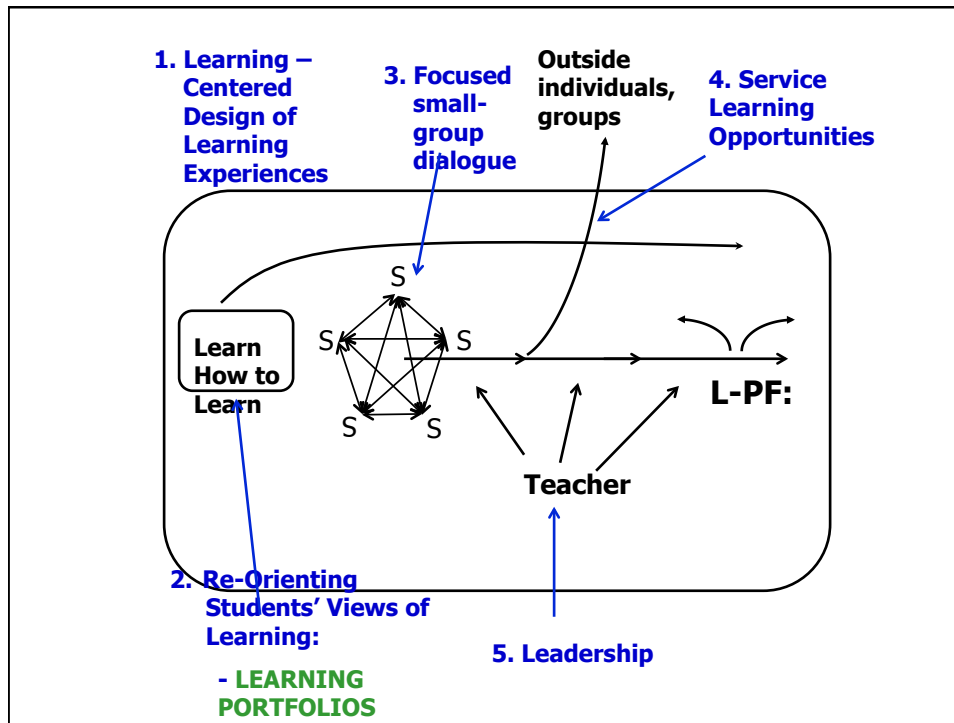 1. Learning –
Centered
Design of
Learning
Experiences
3. Focused
small-
group
dialogue
Outside
individuals,
groups
4. Service
Learning
Opportunities
S
S
S
S
S
Learn
How to
Learn
L-PF:
Teacher
2. Re-Orienting
Students’ Views of
Learning:
- LEARNING
PORTFOLIOS
5. Leadership